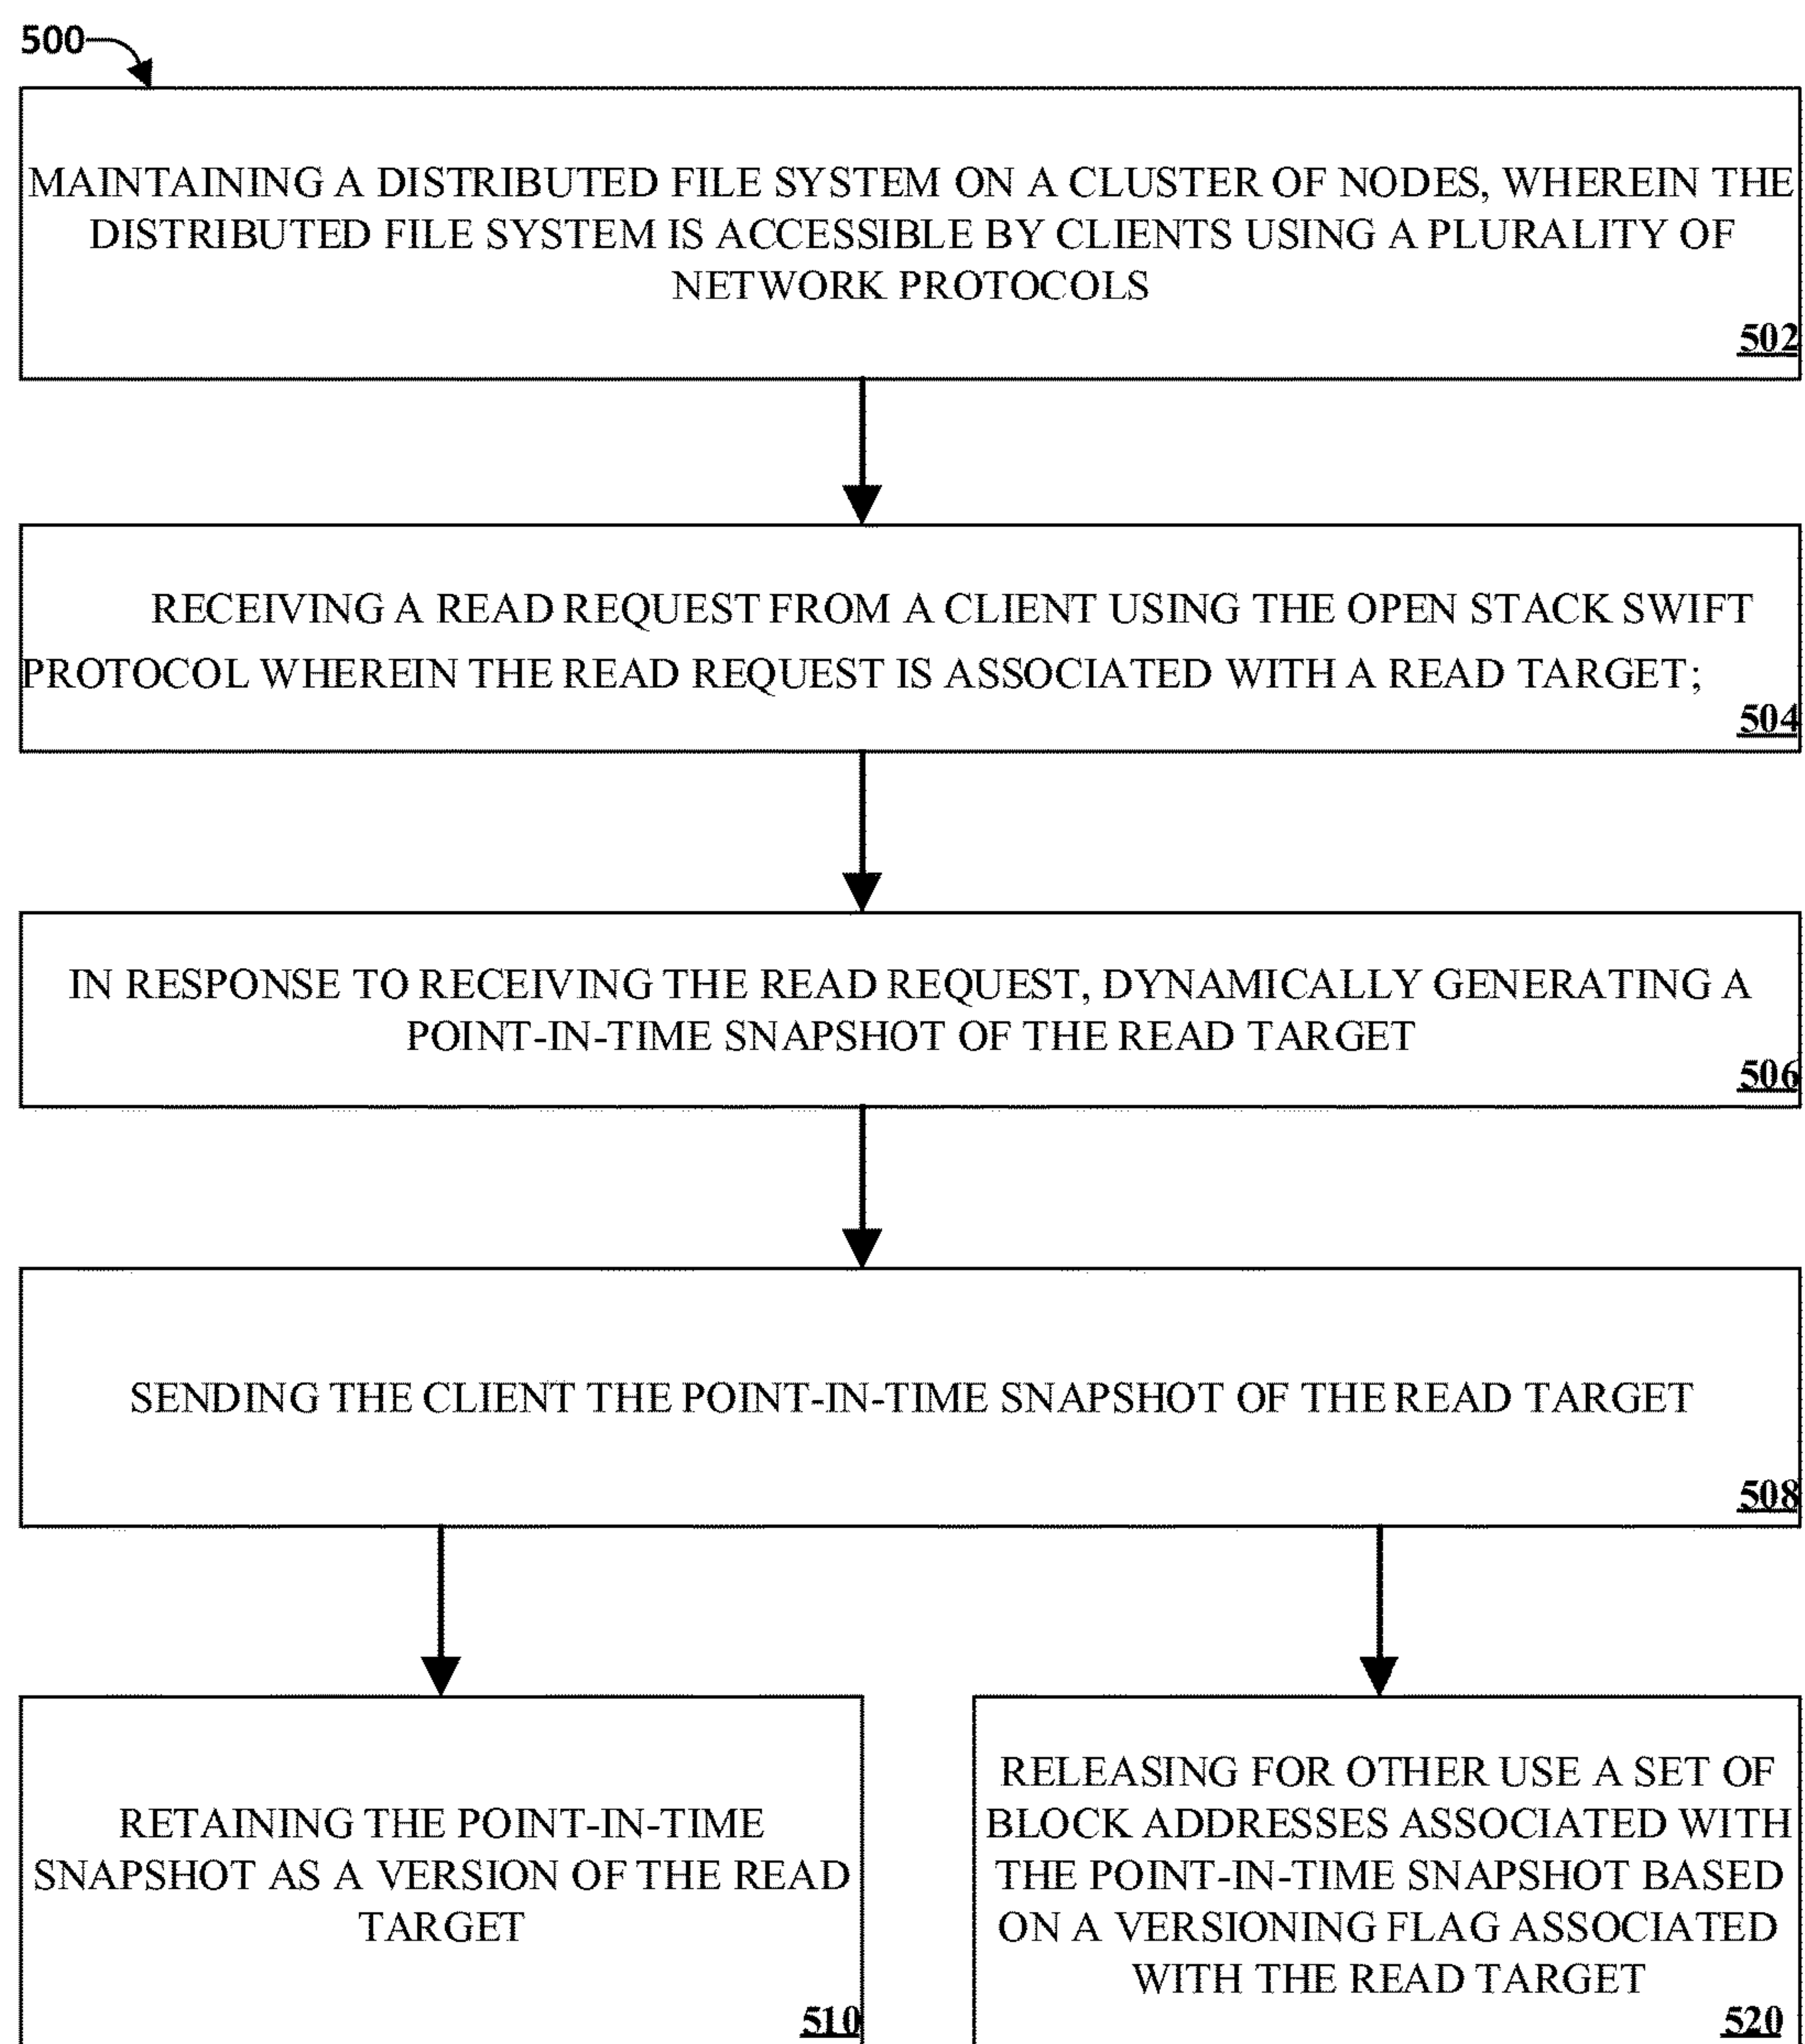 500
MAINTAINING A DISTRIBUTED FILE SYSTEM ON A CLUSTER OF NODES, WHEREIN THE
DISTRIBUTED FILE SYSTEM IS ACCESSIBLE BY CLIENTS USING A PLURALITY OF
NETWORK PROTOCOLS
502
RECEIVING A READ REQUEST FROM A CLIENT USING THE OPEN STACK SWIFT
PROTOCOL WHEREIN THE READ REQUEST IS ASSOCIATED WITH A READ TARGET;
504
IN RESPONSE TO RECEIVING THE READ REQUEST, DYNAMICALLY GENERATING A
POINT-IN-TIME SNAPSHOT OF THE READ TARGET
506
SENDING THE CLIENT THE POINT-IN-TIME SNAPSHOT OF THE READ TARGET
508
RETAINING THE POINT-IN-TIME
SNAPSHOT AS A VERSION OF THE READ
TARGET
510
RELEASING FOR OTHER USE A SET OF
BLOCK ADDRESSES ASSOCIATED WITH
THE POINT-IN-TIME SNAPSHOT BASED
ON A VERSIONING FLAG ASSOCIATED
WITH THE READ TARGET
520